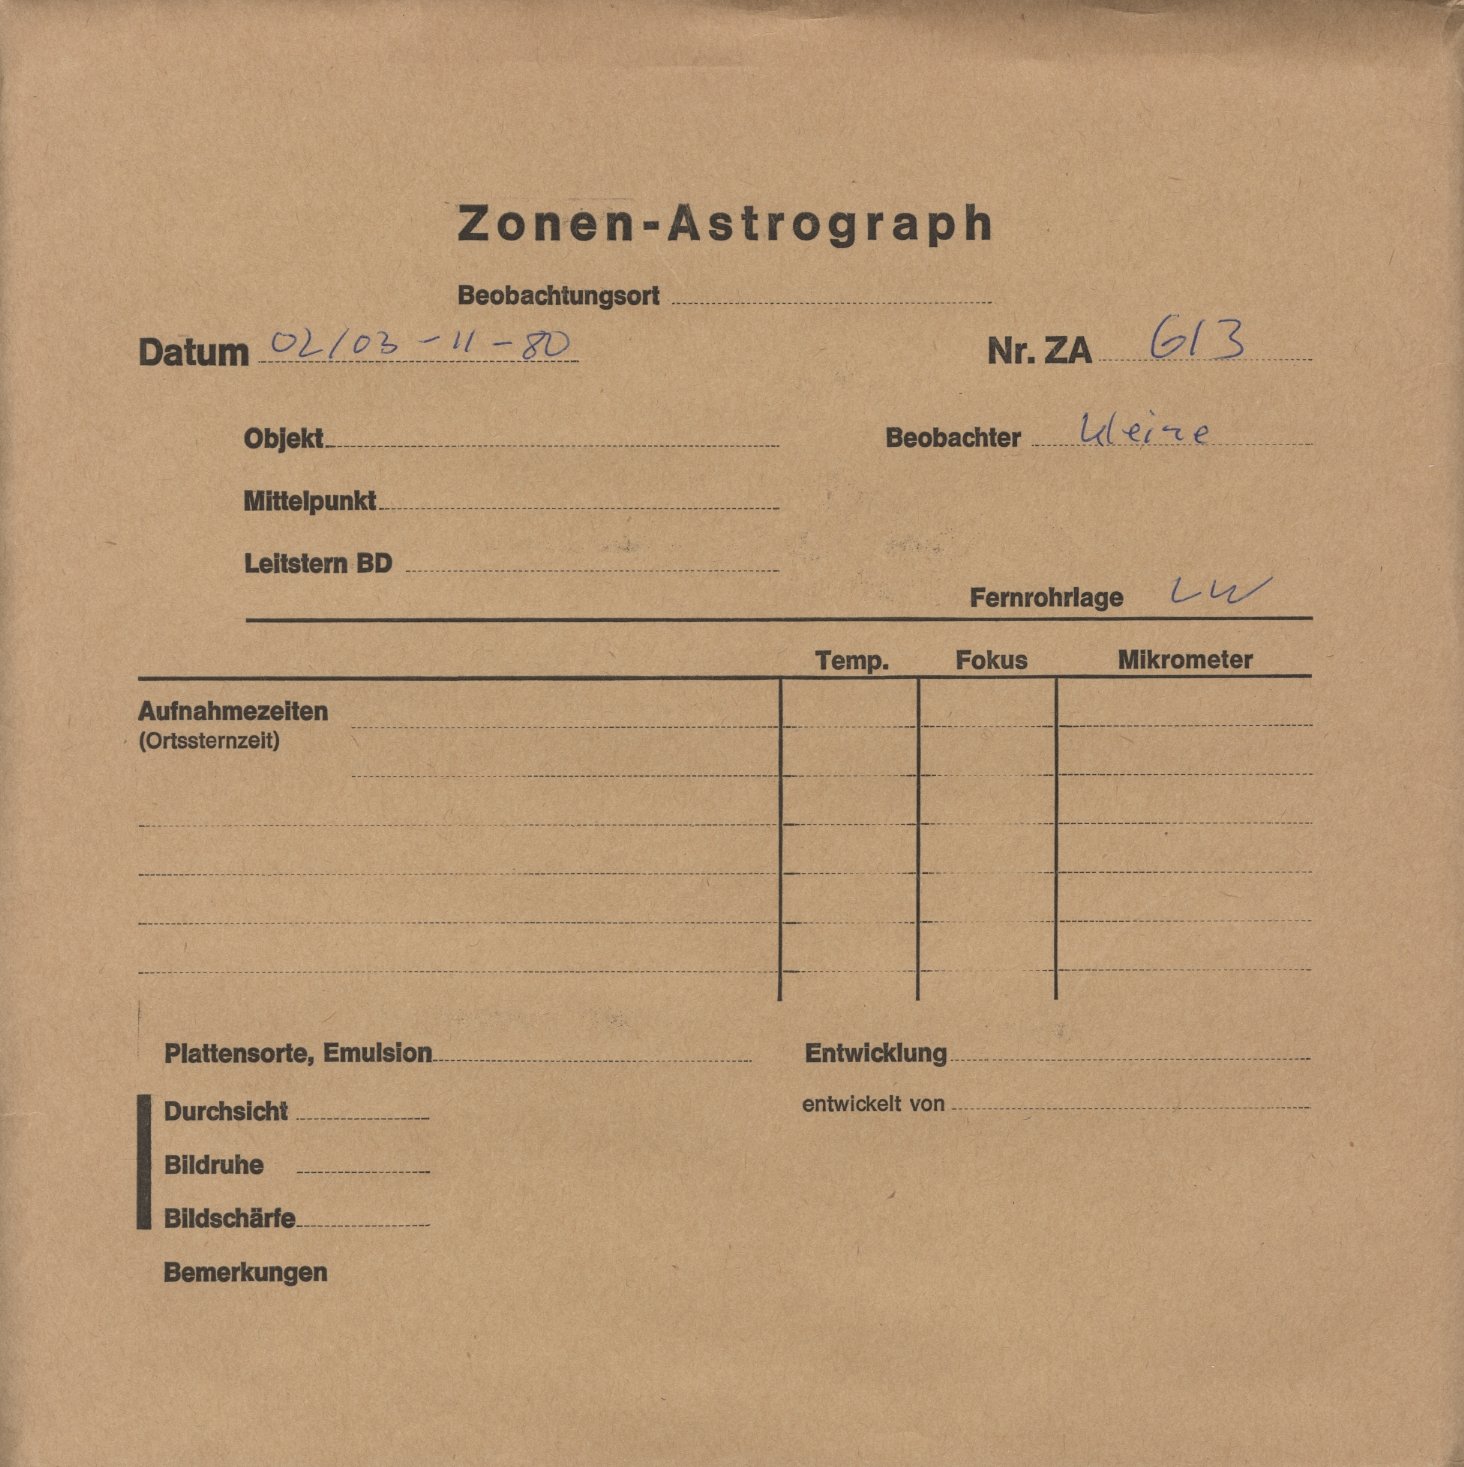 Zonen-Astrograph
Beobachtungsort
Datum 02/03-11-80 Nr. ZA 613
Objekt Beobachter Kleine
Mittelpunkt
Leitstern BD
Fernrohrlage LW
Temp. Fokus Mikrometer
Aufnahmezeiten
(Ortssternzeit)
Plattensorte, Emulsion Entwicklung
Durchsicht entwickelt von
Bildruhe
Bildschärfe
Bemerkungen